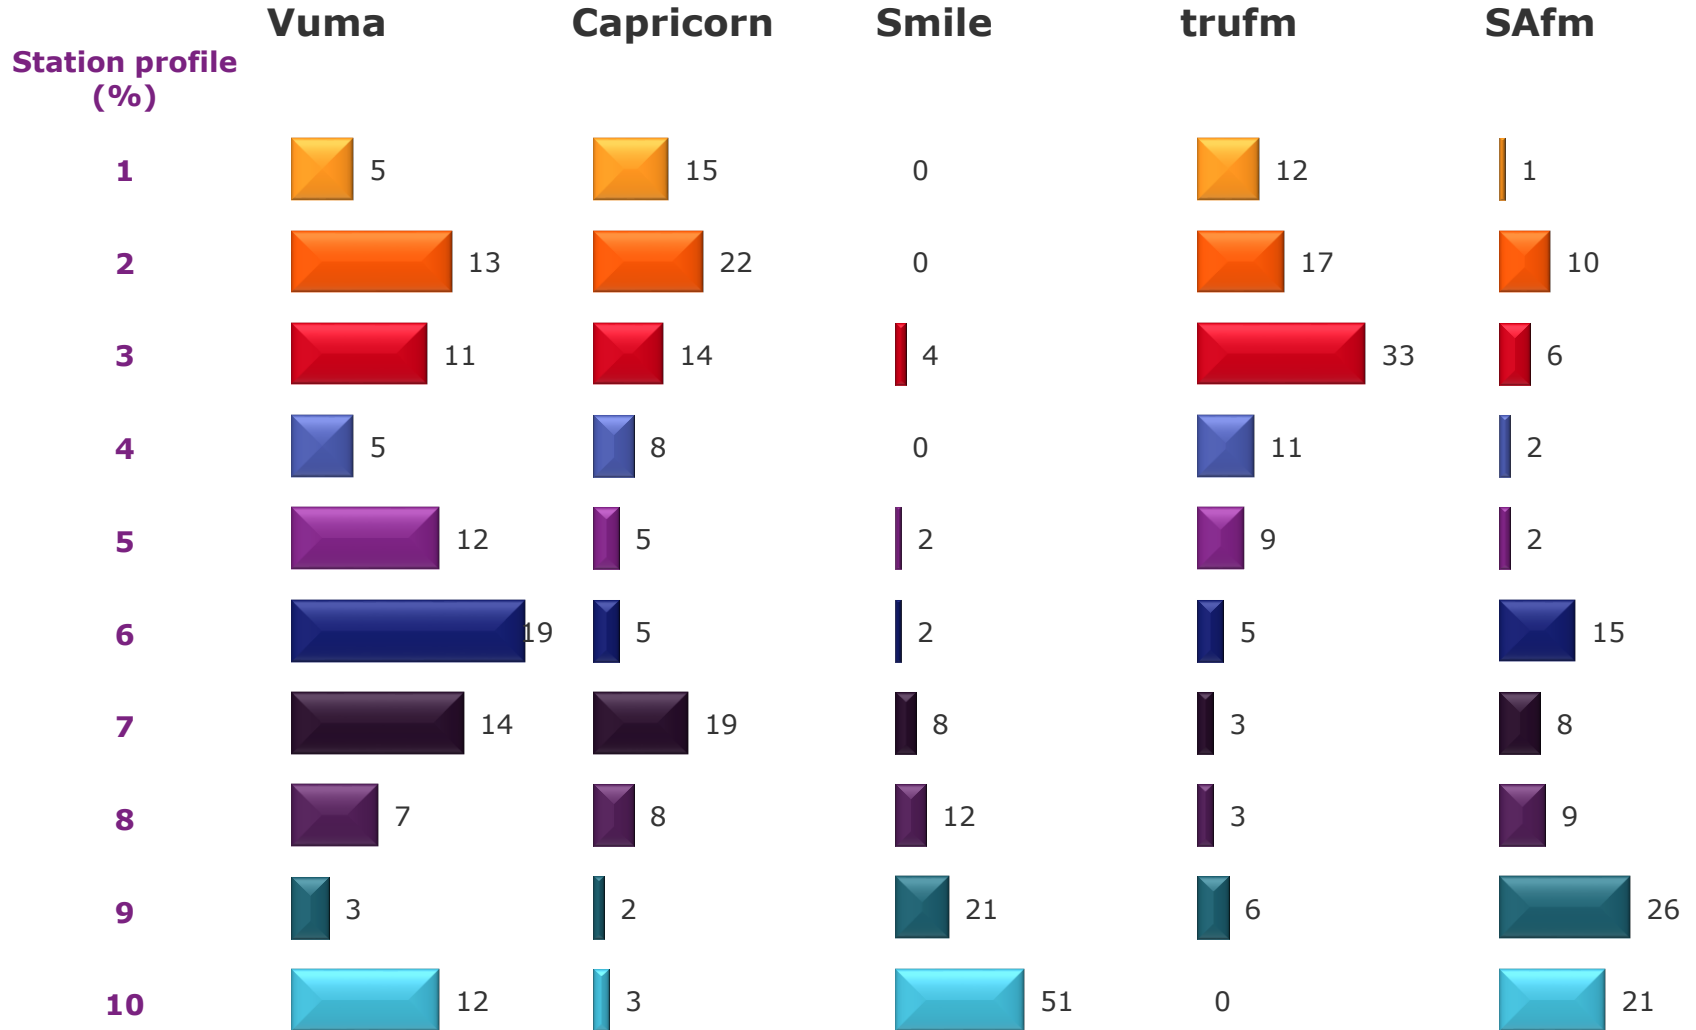 Vuma Capricorn Smile trufm SAfm
Station profile
(%)
1 5 15 0 12 1
2 13 22 0 17 10
3 11 14 4 33 6
4 5 8 0 11 2
5 12 5 2 9 2
6 19 5 2 5 15
7 14 19 8 3 8
8 7 8 12 3 9
9 3 2 21 6 26
10 12 3 51 0 21